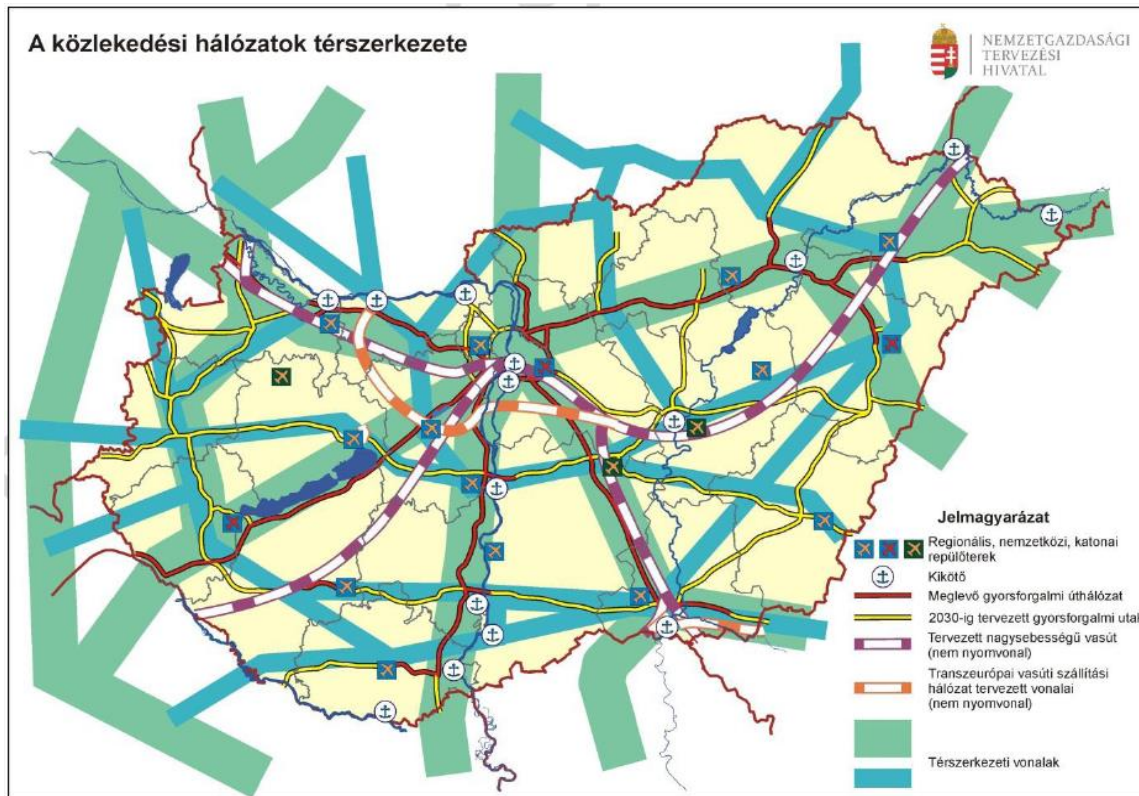 A közlekedési hálózatok térszerkezete
NEMZETGAZDASÁGI
TERVEZÉSI
HIVATAL
Jelmagyarázat
Regionális, nemzetközi, katonai
repülőterek
Kikötő
Meglevő gyorsforgalmi úthálózat
2030-ig tervezett gyorsforgalmi utak
Tervezett nagysebességű vasút
(nem nyomvonal)
Transzeurópai vasúti szállítási
hálózat tervezett vonalai
(nem nyomvonal)
Térszerkezeti vonalak